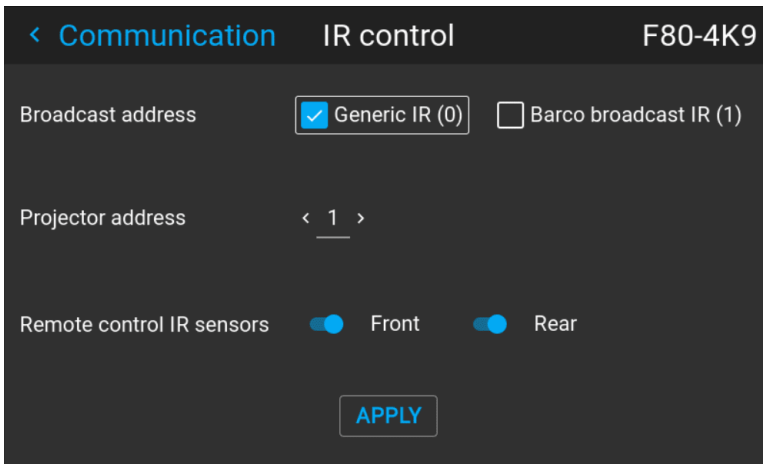 ‹ Communication IR control F80-4K9
Broadcast address Generic IR (0) Barco broadcast IR (1)
Projector address ‹ 1 ›
Remote control IR sensors Front Rear
APPLY